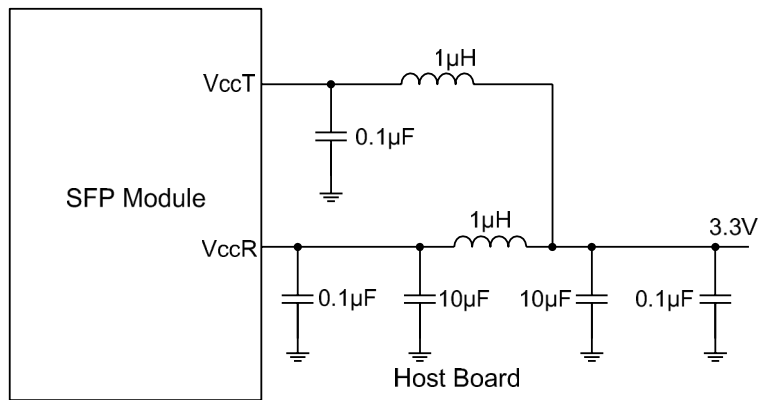 1µH
VccT
0.1µF
SFP Module
1µH
3.3V
VccR
0.1µF
10µF
10µF
0.1µF
Host Board